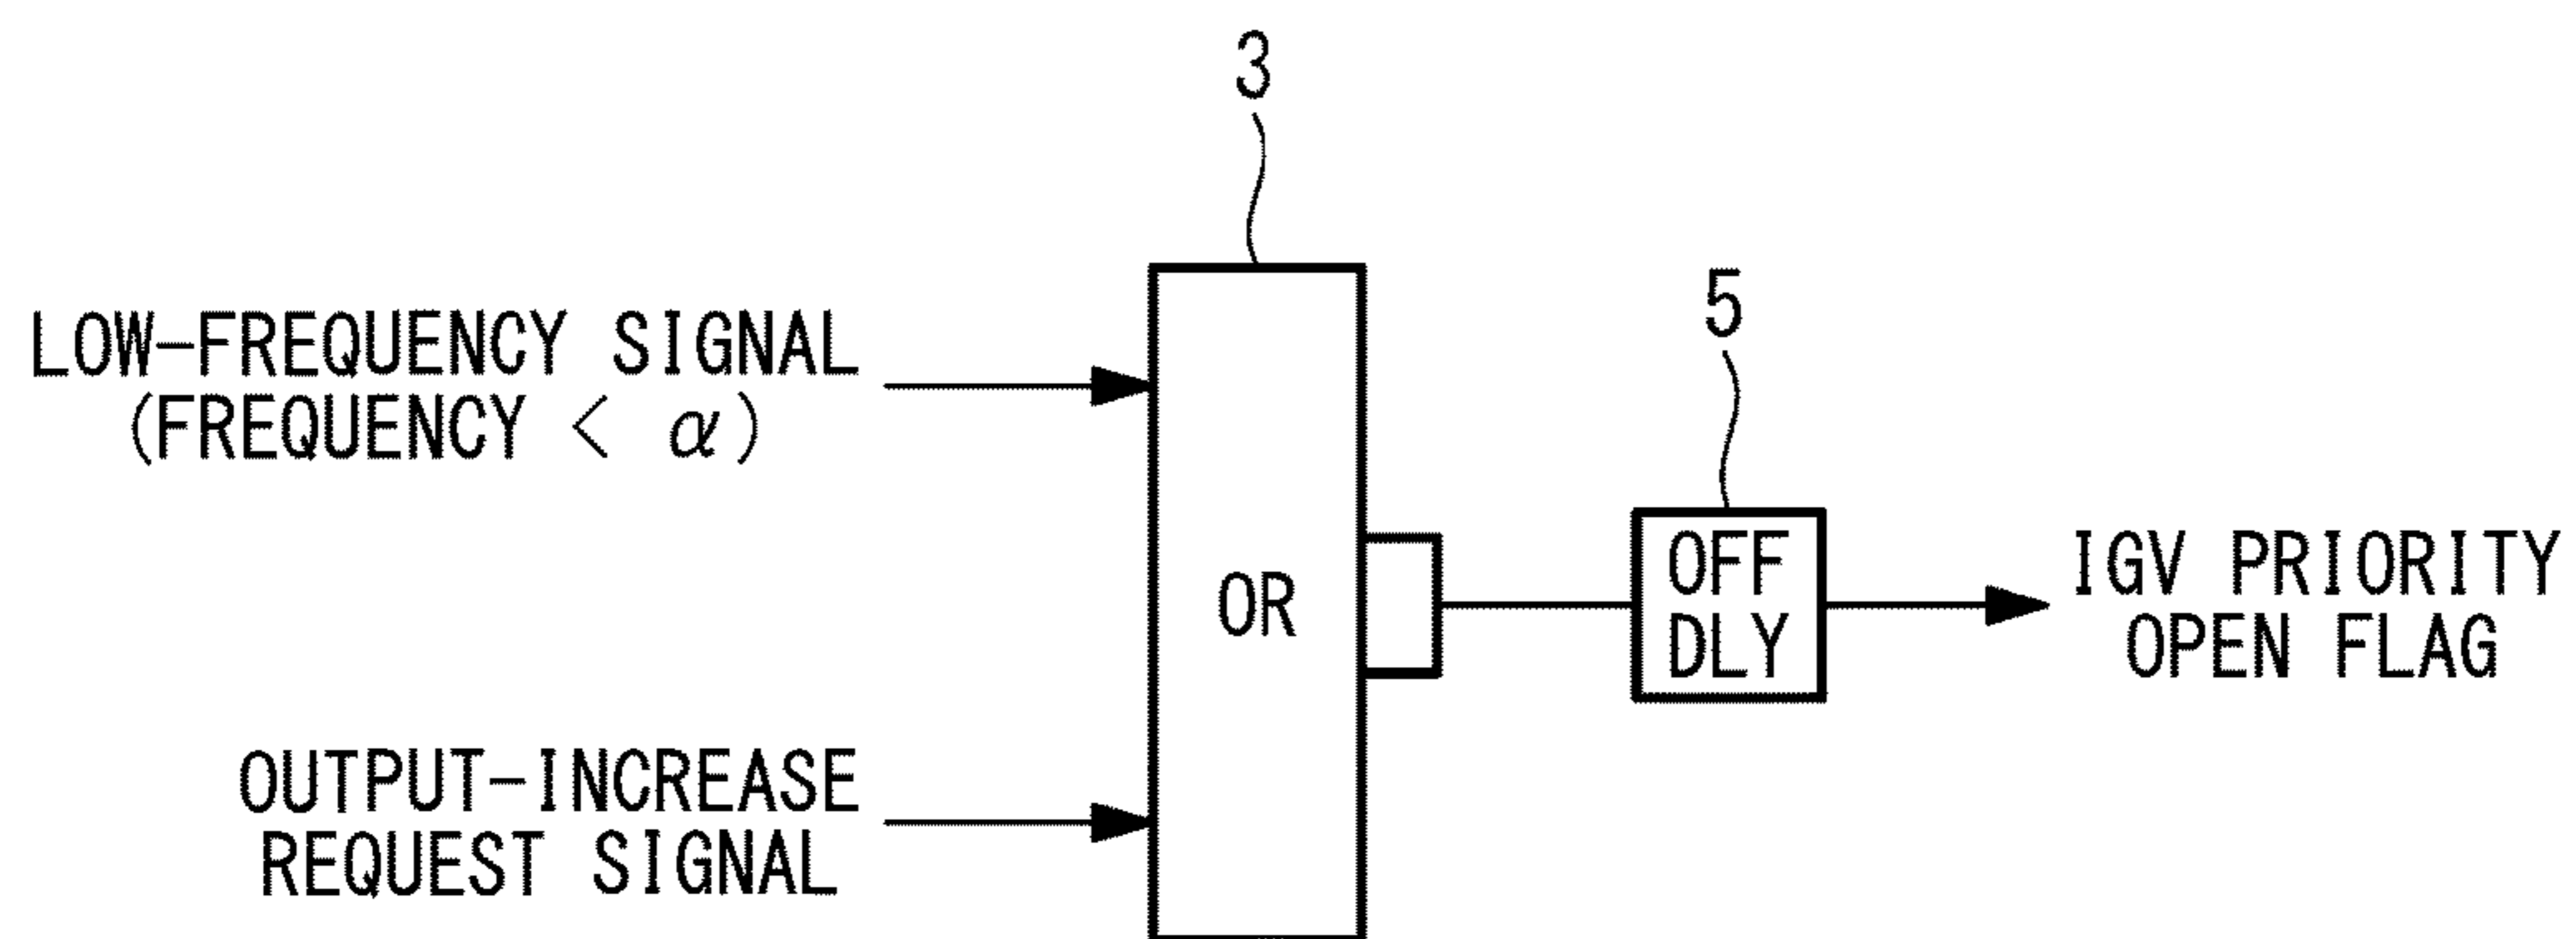 3
5
LOW-FREQUENCY SIGNAL
(FREQUENCY < α)
OR
OFF
DLY
IGV PRIORITY
OPEN FLAG
OUTPUT-INCREASE
REQUEST SIGNAL